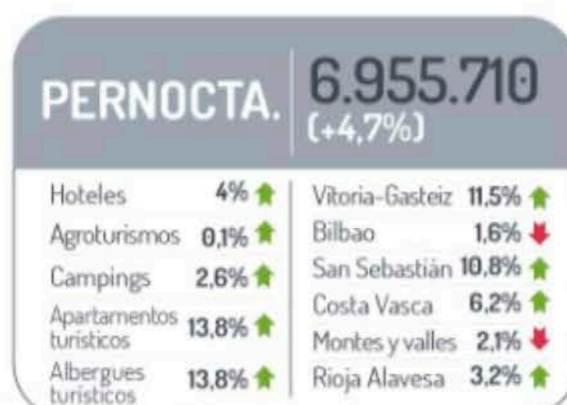 PERNOCTA.
6.955.710
(+4,7%)
Hoteles 4%
Agroturismos 0,1%
Campings 2,6%
Apartamentos
turísticos 13,8%
Albergues
turísticos 13,8%
Vitoria-Gasteiz 11,5%
Bilbao 1,6%
San Sebastián 10,8%
Costa Vasca 6,2%
Montes y valles 2,1%
Rioja Alavesa 3,2%